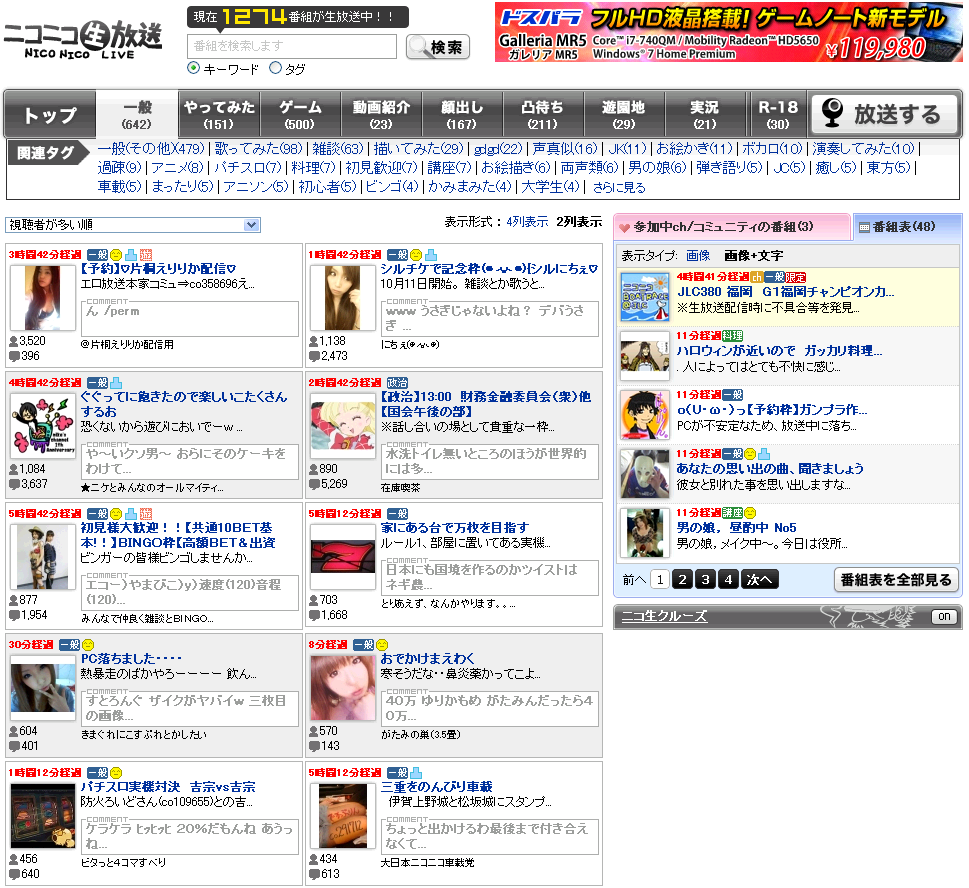 ニコニコ生放送
NICO NICO LIVE
現在1274番組が生放送中！！
番組を検索します
検索
キーワード タグ
ドスパラ フルHD液晶搭載！ゲームノート新モデル
Galleria MR5 Core™ i7-740QM / Mobility Radeon™ HD5650
ガレリア MR5 Windows® 7 Home Premium
¥119,980
トップ 一般 やってみた ゲーム 動画紹介 顔出し 凸待ち 遊園地 実況 R-18 放送する
(642) (151) (500) (23) (167) (211) (29) (21) (30)
関連タグ
一般(その他)(479) | 歌ってみた(98) | 雑談(63) | 描いてみた(29) | gdgd(22) | 声真似(16) | JK(11) | お絵かき(11) | ボカロ(10) | 演奏してみた(10) |
過疎(9) | アニメ(8) | パチスロ(7) | 料理(7) | 初見歓迎(7) | 講座(7) | お絵描き(6) | 両声類(6) | 男の娘(6) | 弾き語り(5) | JC(5) | 癒し(5) | 東方(5) |
車載(5) | まったり(5) | アニソン(5) | 初心者(5) | ビンゴ(4) | かみまみた(4) | 大学生(4) | さらに見る
視聴者が多い順
表示形式： 4列表示 2列表示
3時間42分経過 一般 遊
【予約】♡片桐えりりか配信♡
エロ放送本家コミュ⇒co358696え...
COMMENT
ん /perm
3,520
396
@片桐えりりか配信用
1時間42分経過 一般
10月11日開始。雑談とか歌うと...
COMMENT
www うさぎじゃないよね？ デバうさぎ ...
1,138
2,473
4時間42分経過 一般
ぐぐってに飽きたので楽しいこたくさんするお
恐くないから遊びにおいでーｗ...
COMMENT
や～いクソ男～ おらにそのケーキをわけて...
1,084
3,637
★ニケとみんなのオールマイティ...
2時間42分経過 政治
【政治】13:00 財務金融委員会(衆)他【国会午後の部】
※話し合いの場として貴重な一枠...
COMMENT
水洗トイレ無いところのほうが世界的には多...
890
5,269
在庫喫茶
5時間42分経過 一般 遊
初見様大歓迎！！【共通10BET基本！！】BINGO枠【高額BET＆出資
ビンガーの皆様ビンゴしませんか...
COMMENT
エコー)やまびこ)y)速度(120)音程(120)...
877
1,954
みんなで仲良く雑談とBINGO...
5時間12分経過 一般
家にある台で万枚を目指す
ルール1、部屋に置いてある実機...
COMMENT
日本にも国境を作るのかツイストはネギ農...
703
1,668
とりあえず、なんかやります。。...
30分経過 一般
PC落ちました・・・・
熱暴走のばかやろーーーー 飲ん...
COMMENT
すとろんぐ ザイクがヤバイw 三枚目の画像...
604
401
きまぐれにこすぷれとかしたい
8分経過 一般
おでかけまえわく
寒そうだな・・鼻炎薬かってこよ...
COMMENT
40万 ゆりかもめ がたみんだったら40万...
570
143
がたみの巣(3.5畳)
1時間12分経過 一般
パチスロ実機対決 吉宗vs吉宗
防火ろいどさん(co109655)との吉...
COMMENT
ケラケラ ﾋｯﾋｯﾋｯ 20%だもんね あうっね...
456
640
ピタっと4コマすべり
5時間12分経過 一般
三重をのんびり車載
伊賀上野城と松坂城にスタンプ...
COMMENT
ちょっと出かけるわ最後まで付き合えなくて...
434
613
大日本ニコニコ車載党
参加中ch/コミュニティの番組(3) 番組表(48)
表示タイプ: 画像 画像+文字
4時間41分経過 ch 一般 限定
JLC380 福岡 G1福岡チャンピオンカ...
※生放送配信時に不具合等を発見...
11分経過 料理
ハロウィンが近いので ガッカリ料理...
. 人によってはとても不快に感じ...
11分経過 一般
o(U・ω・)っ【予約枠】ガンプラ作...
PCが不安定なため、放送中に落ち...
11分経過 一般
あなたの思い出の曲、聞きましょう
彼女と別れた事を思い出しますな...
11分経過 講座
男の娘，昼酌中 No5
男の娘，メイク中～。今日は役所...
前へ 1 2 3 4 次へ
番組表を全部見る
ニコ生クルーズ on